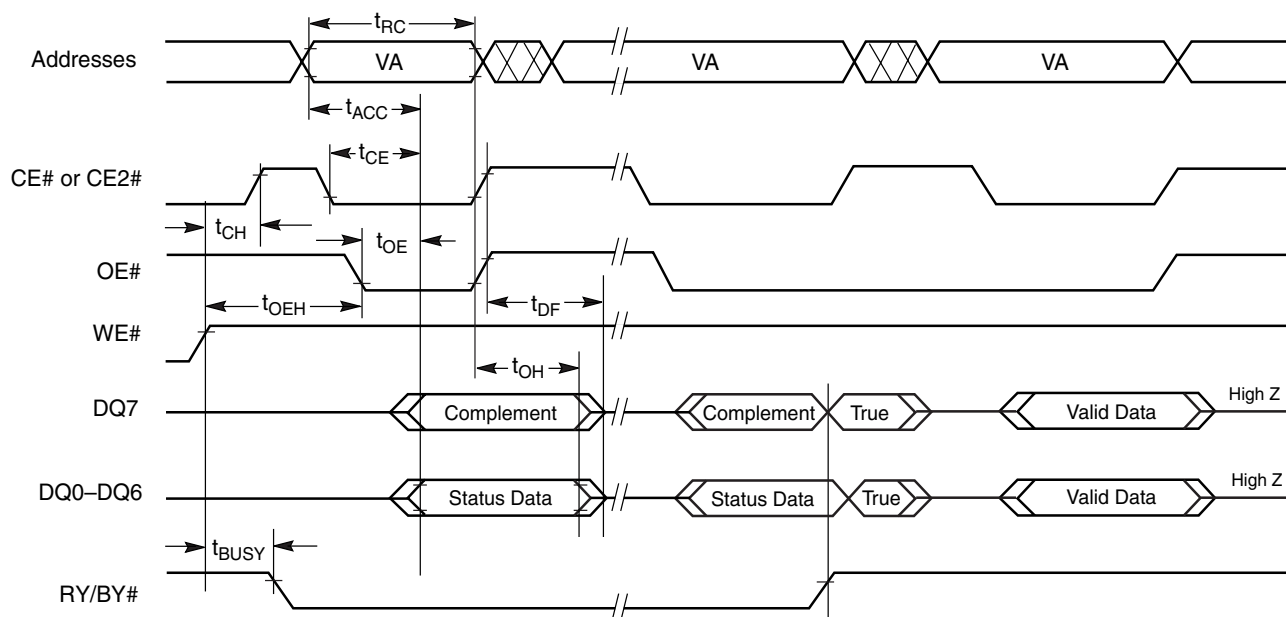 tRC
Addresses VA VA VA
tACC
tCE
CE# or CE2#
tCH tOE
OE#
tOEH tDF
WE#
tOH
DQ7 Complement Complement True Valid Data High Z
DQ0–DQ6 Status Data Status Data True Valid Data High Z
tBUSY
RY/BY#